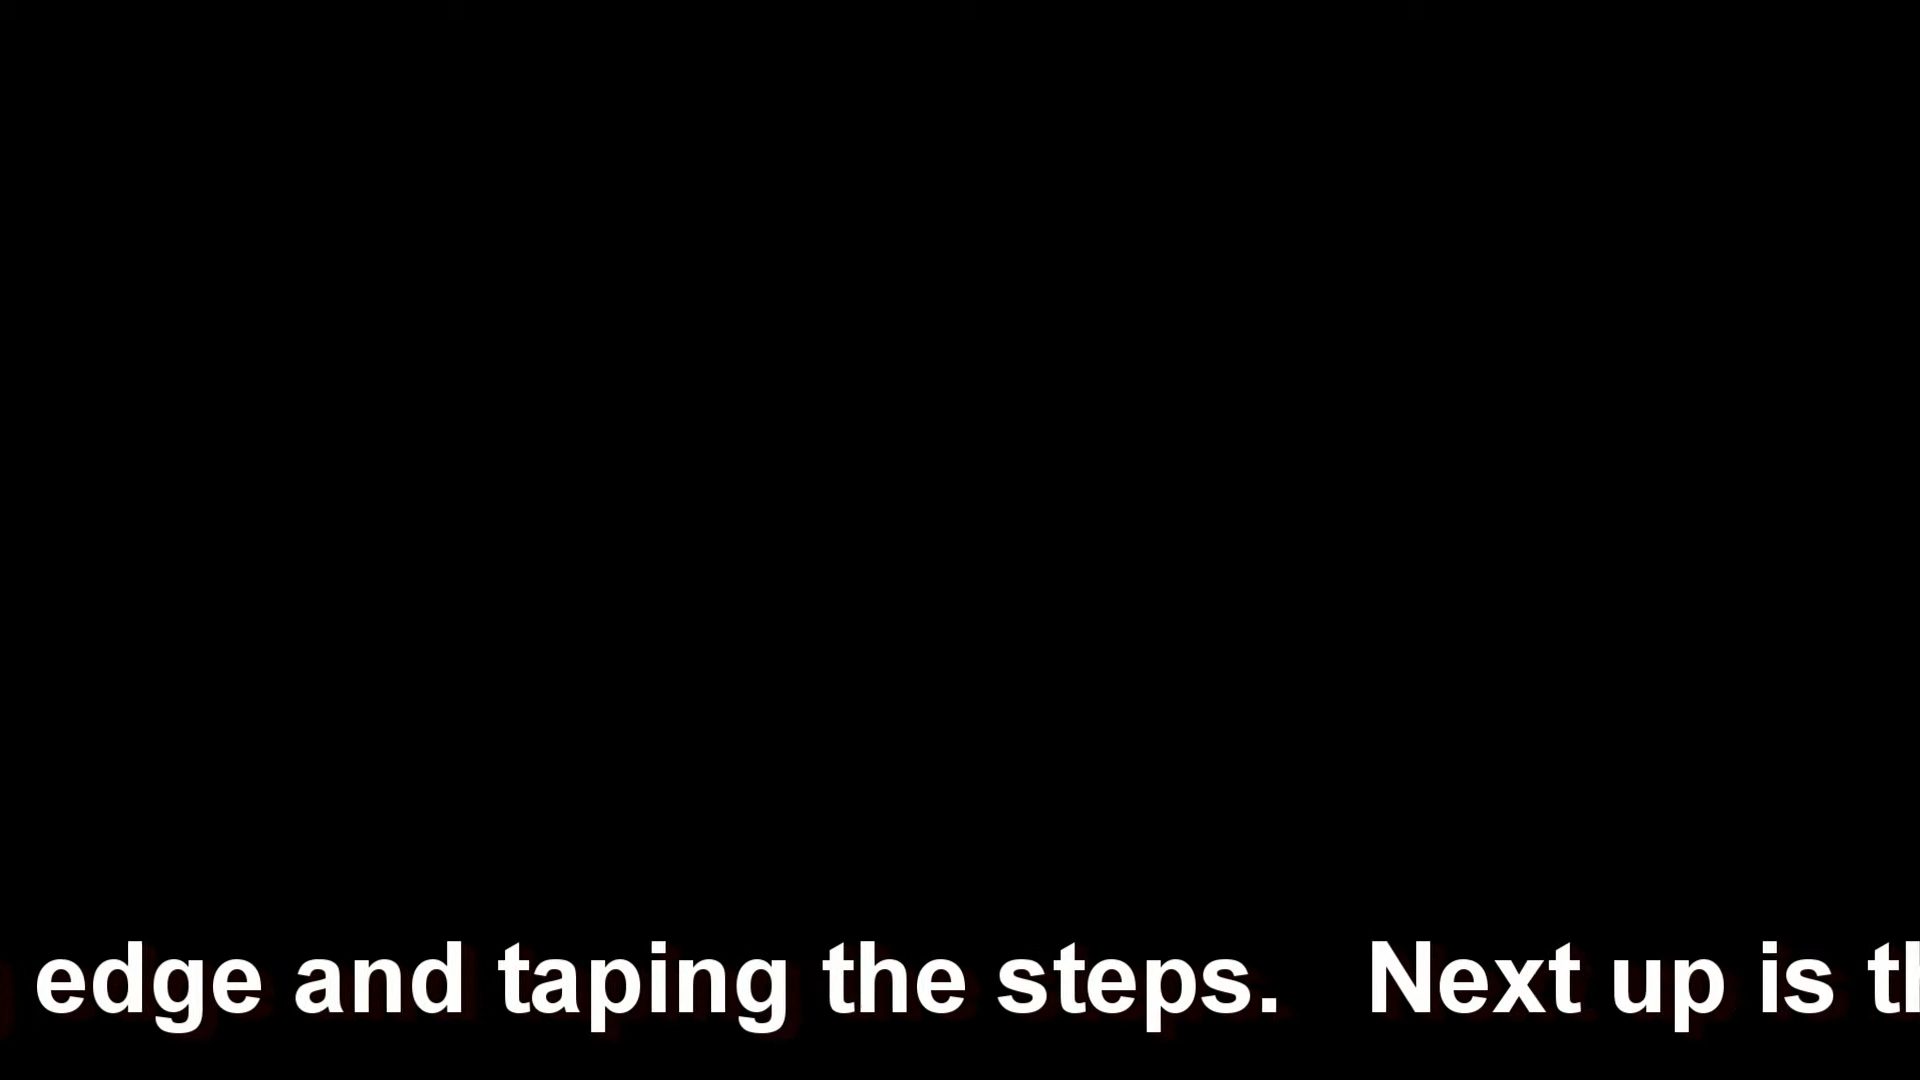 edge and taping the steps. Next up is